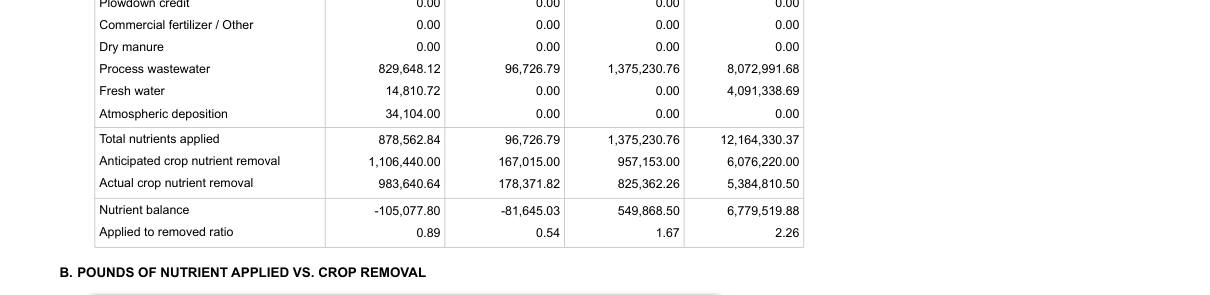 Plowdown credit 0.00 0.00 0.00 0.00
Commercial fertilizer / Other 0.00 0.00 0.00 0.00
Dry manure 0.00 0.00 0.00 0.00
Process wastewater 829,648.12 96,726.79 1,375,230.76 8,072,991.68
Fresh water 14,810.72 0.00 0.00 4,091,338.69
Atmospheric deposition 34,104.00 0.00 0.00 0.00
Total nutrients applied 878,562.84 96,726.79 1,375,230.76 12,164,330.37
Anticipated crop nutrient removal 1,106,440.00 167,015.00 957,153.00 6,076,220.00
Actual crop nutrient removal 983,640.64 178,371.82 825,362.26 5,384,810.50
Nutrient balance -105,077.80 -81,645.03 549,868.50 6,779,519.88
Applied to removed ratio 0.89 0.54 1.67 2.26
B. POUNDS OF NUTRIENT APPLIED VS. CROP REMOVAL